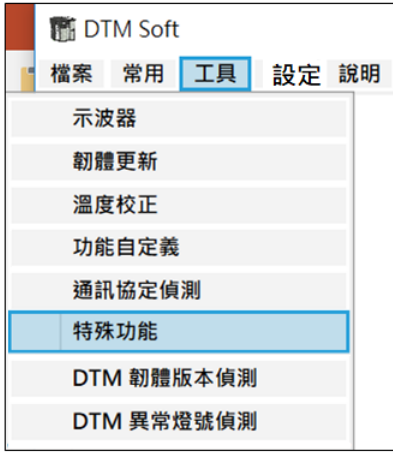 DTM Soft
檔案 常用 工具 設定 說明
示波器
韌體更新
溫度校正
功能自定義
通訊協定偵測
特殊功能
DTM 韌體版本偵測
DTM 異常燈號偵測